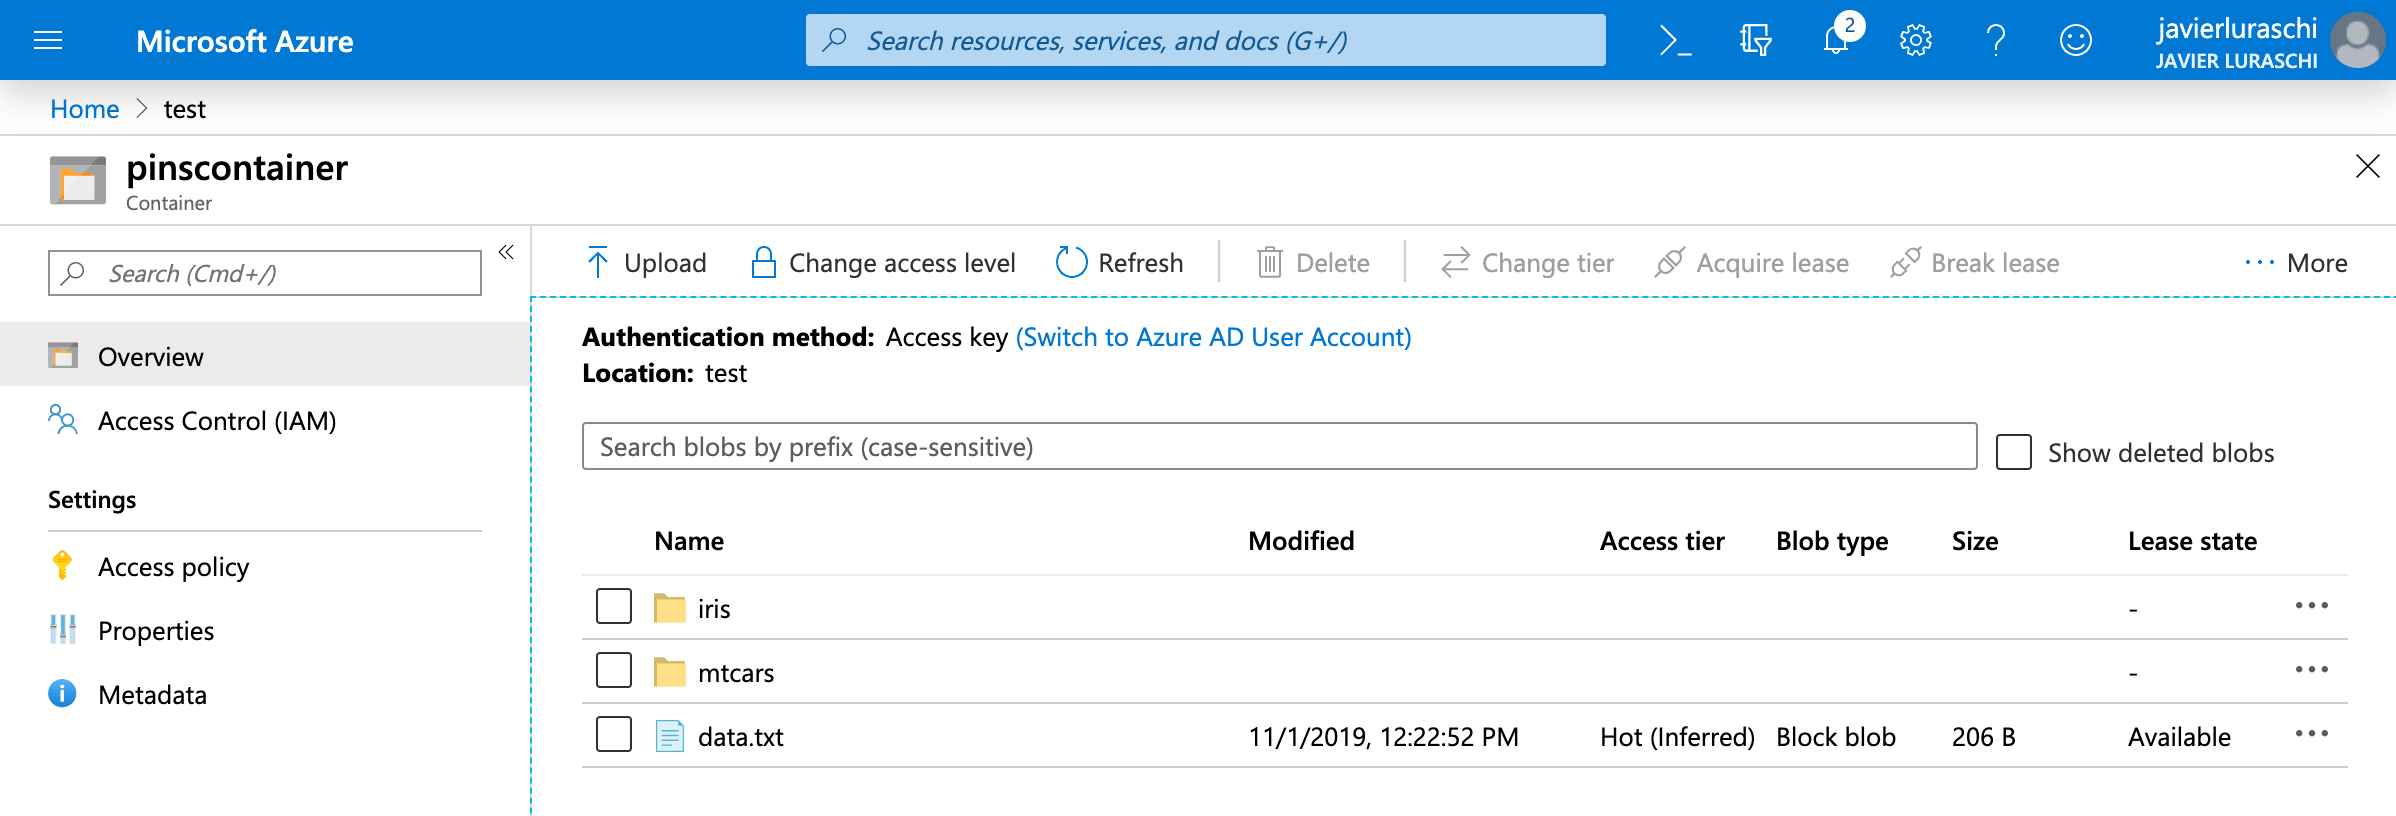 Microsoft Azure
Search resources, services, and docs (G+/)
2
javierluraschi
JAVIER LURASCHI
Home > test
pinscontainer
Container
Search (Cmd+/)
«
Overview
Access Control (IAM)
Settings
Access policy
Properties
Metadata
Upload Change access level Refresh Delete Change tier Acquire lease Break lease ··· More
Authentication method: Access key (Switch to Azure AD User Account)
Location: test
Search blobs by prefix (case-sensitive) Show deleted blobs
Name Modified Access tier Blob type Size Lease state
iris - ···
mtcars - ···
data.txt 11/1/2019, 12:22:52 PM Hot (Inferred) Block blob 206 B Available ···